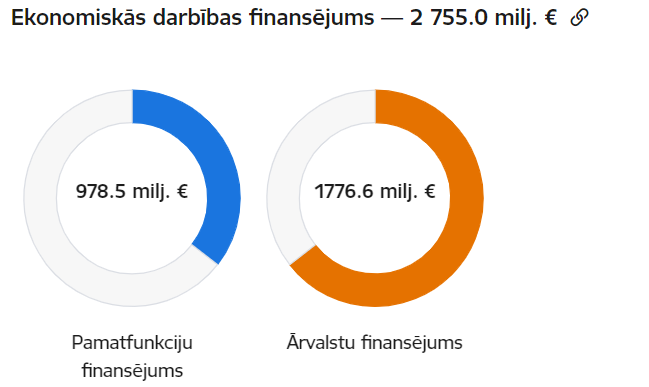 Ekonomiskās darbības finansējums — 2 755.0 milj. €
978.5 milj. €
1776.6 milj. €
Pamatfunkciju
finansējums
Ārvalstu finansējums